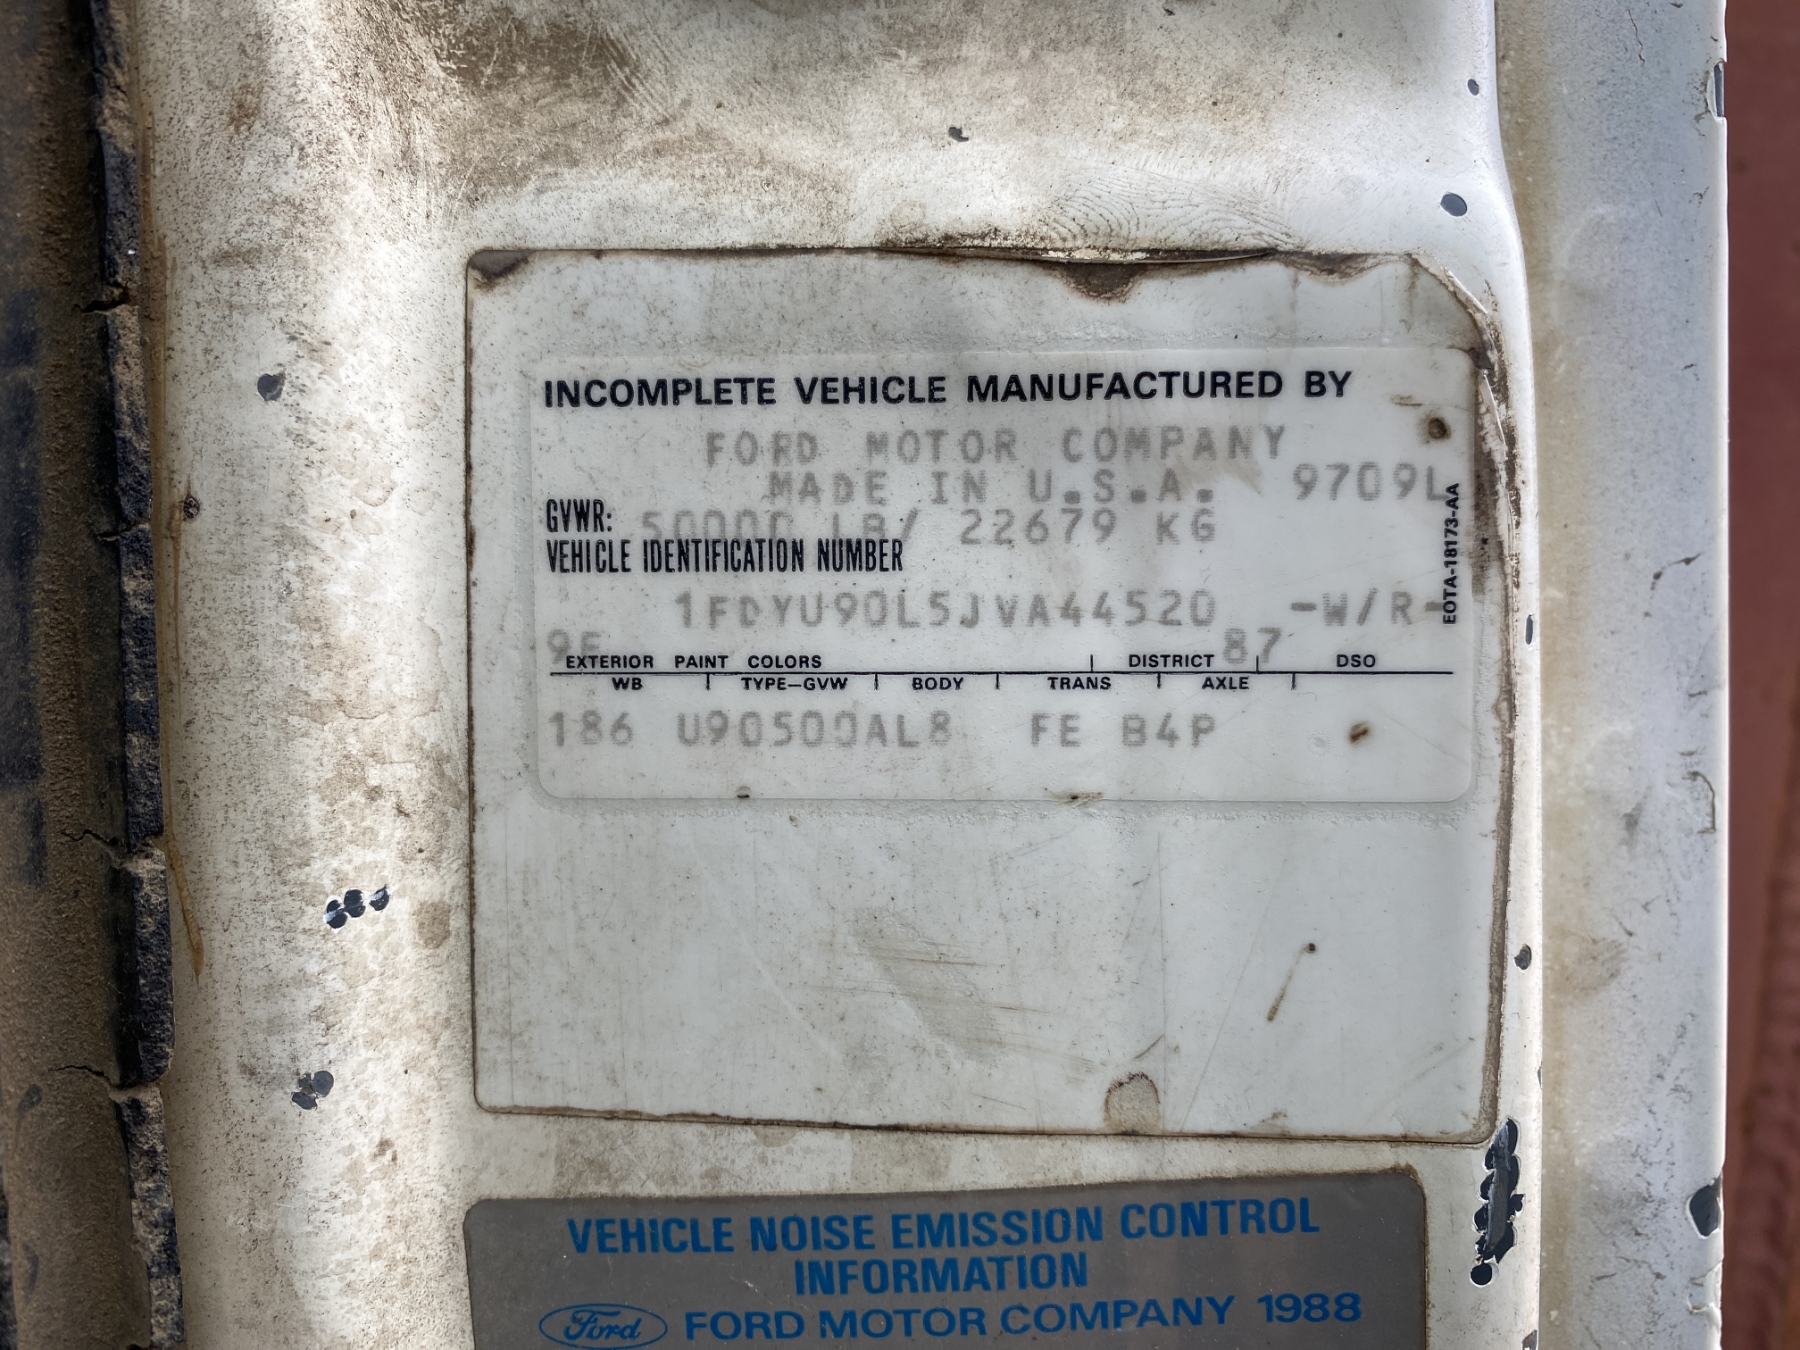 INCOMPLETE VEHICLE MANUFACTURED BY
FORD MOTOR COMPANY
MADE IN U.S.A. 9709L
GVWR: 50000 LB/ 22679 KG
VEHICLE IDENTIFICATION NUMBER
1FDYU90L5JVA44520 -W/R-
EOTA-18173-AA
87
EXTERIOR PAINT COLORS DISTRICT DSO
WB TYPE-GVW BODY TRANS AXLE
186 U90500AL8 FE B4P
VEHICLE NOISE EMISSION CONTROL
INFORMATION
Ford FORD MOTOR COMPANY 1988